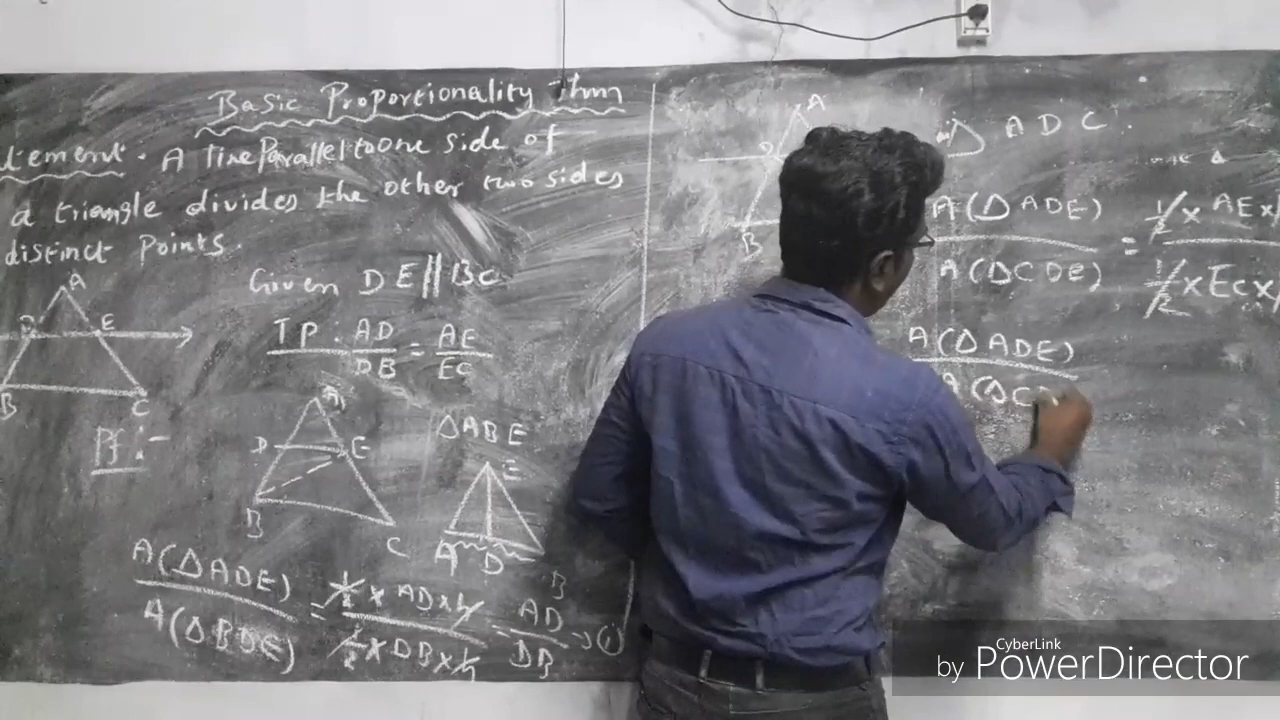 Basic Proportionality Thm
tement. A line Parallel to one side of
a triangle divides the other two sides
distinct Points.
Given DE||BC
A
D E
B C
T P : AD/DB = AE/EC
Pf :-
D E
B C
ΔABE
E
A D B
A(ΔADE)/A(ΔBDE) = ½ × AD × h / ½ × DB × h = AD/DB → (i)
A
D
B
Δ ADC.
A(ΔADE)/A(ΔCDE) = ½ × AE × / ½ × EC ×
A(ΔADE)
A(ΔC
CyberLink
by PowerDirector